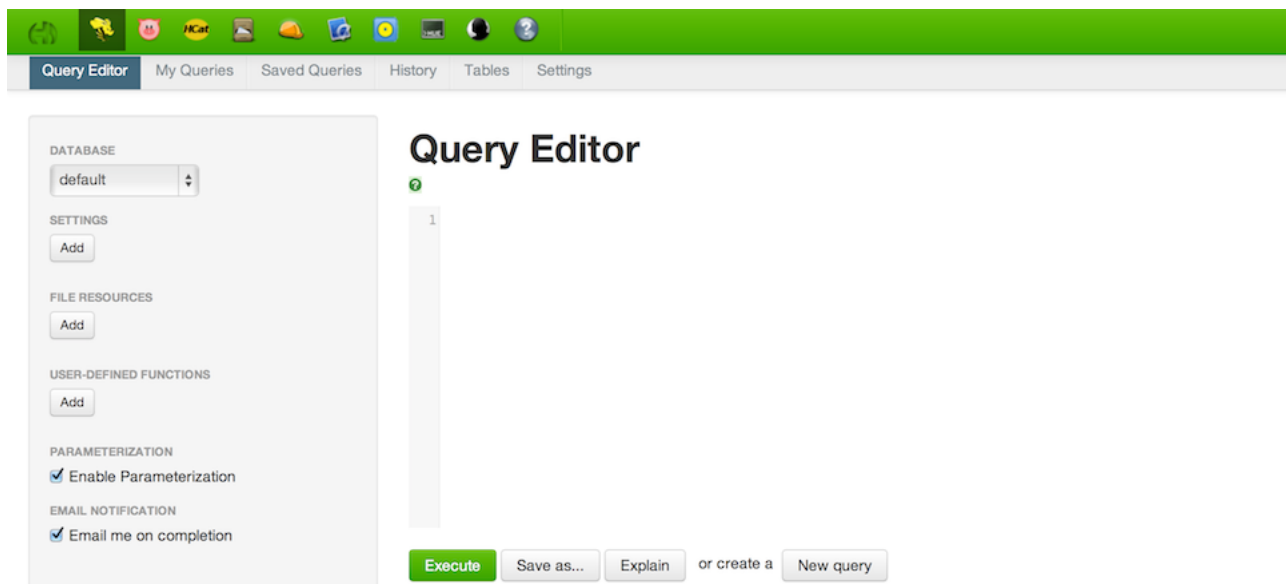 HCat
HUE
Query Editor My Queries Saved Queries History Tables Settings
DATABASE
default
SETTINGS
Add
FILE RESOURCES
Add
USER-DEFINED FUNCTIONS
Add
PARAMETERIZATION
Enable Parameterization
EMAIL NOTIFICATION
Email me on completion
Query Editor
1
Execute Save as... Explain or create a New query